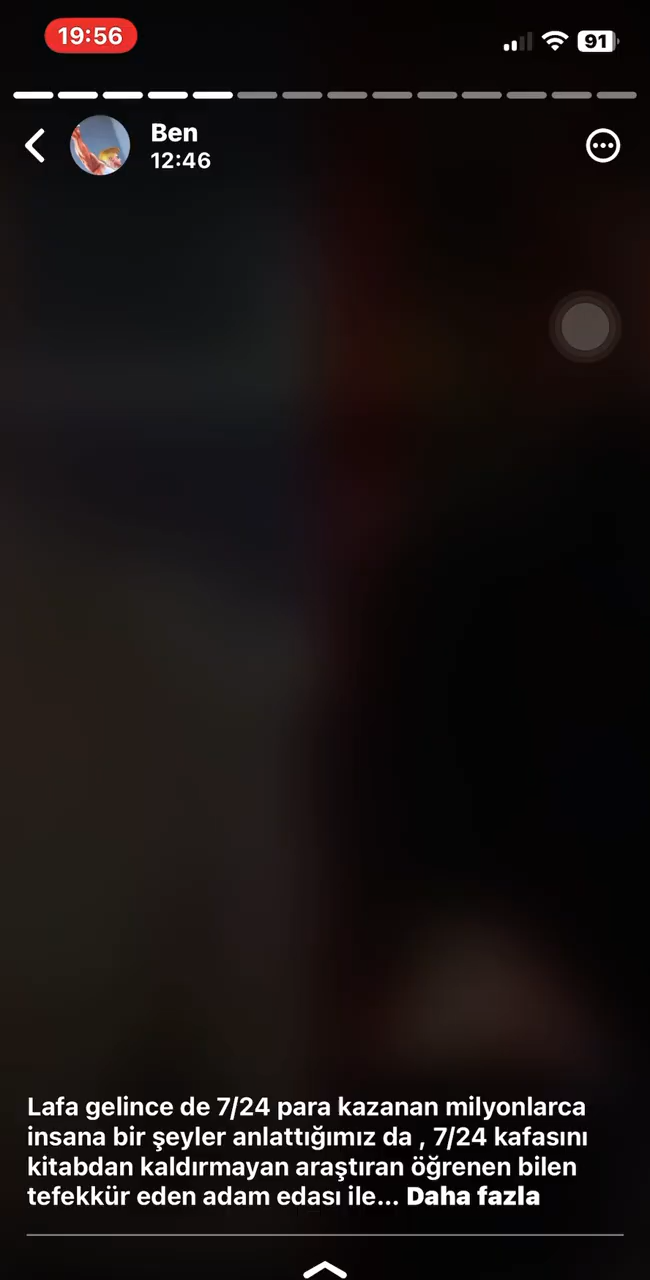 19:56
91
Ben
12:46
Lafa gelince de 7/24 para kazanan milyonlarca
insana bir şeyler anlattığımız da , 7/24 kafasını
kitabdan kaldırmayan araştıran öğrenen bilen
tefekkür eden adam edası ile... Daha fazla